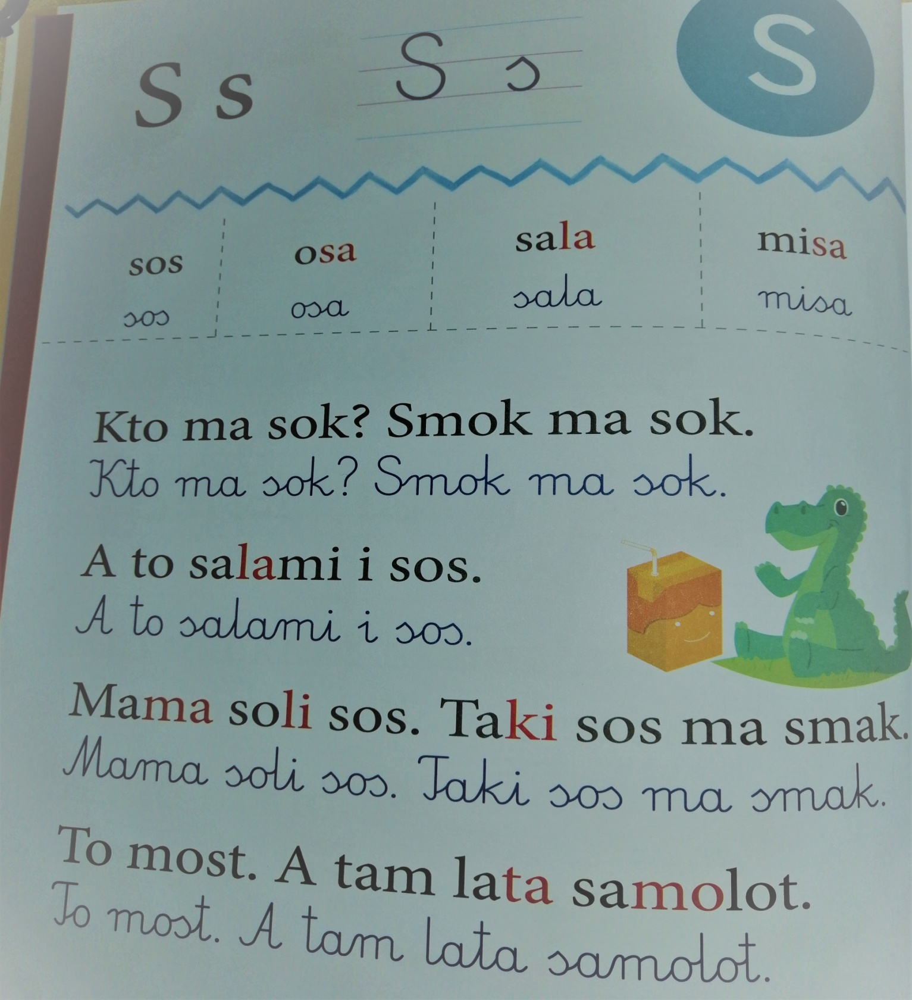 S s S s S
sos osa sala misa
sos osa sala misa
Kto ma sok? Smok ma sok.
Kto ma sok? Smok ma sok.
A to salami i sos.
A to salami i sos.
Mama soli sos. Taki sos ma smak.
Mama soli sos. Taki sos ma smak.
To most. A tam lata samolot.
To most. A tam lata samolot.